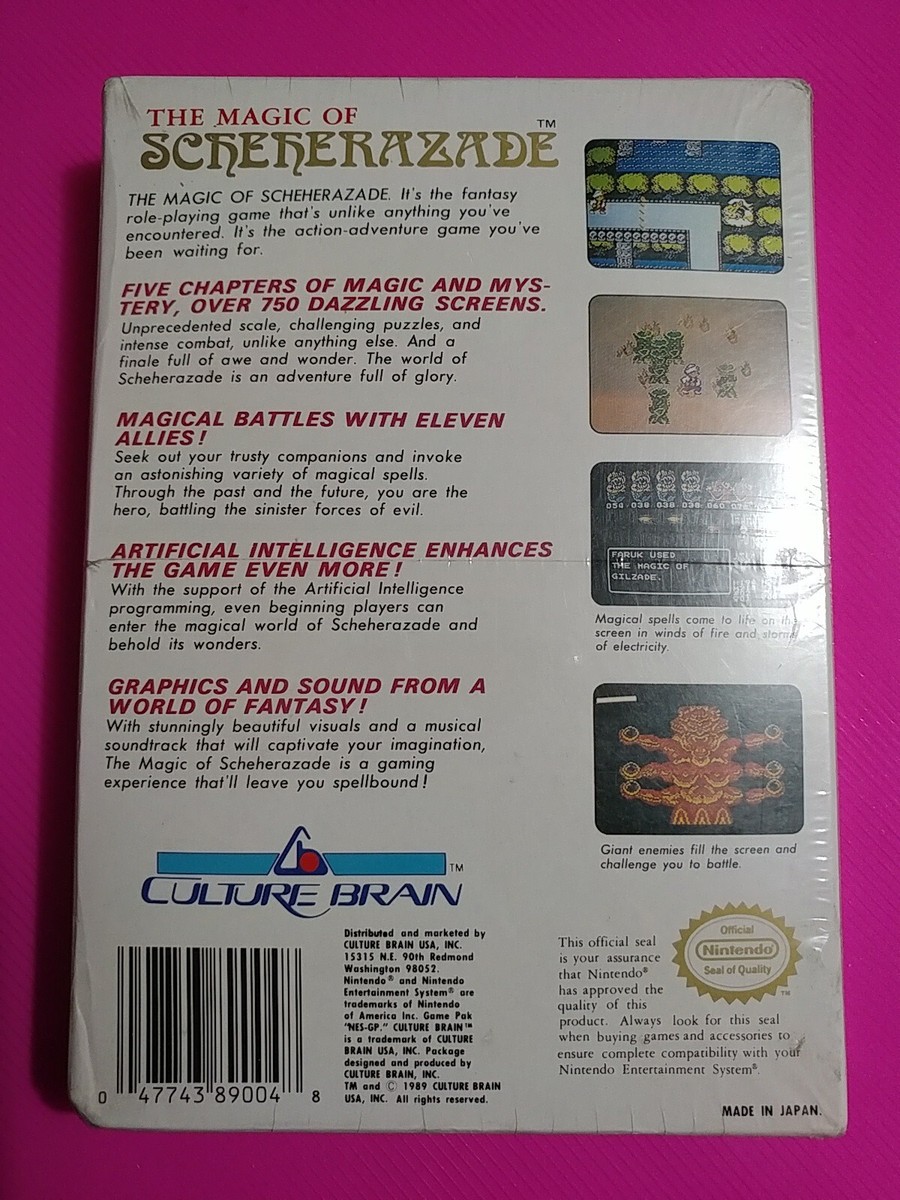 THE MAGIC OF
SCHEHERAZADE™
THE MAGIC OF SCHEHERAZADE. It's the fantasy
role-playing game that's unlike anything you've
encountered. It's the action-adventure game you've
been waiting for.
FIVE CHAPTERS OF MAGIC AND MYS-
TERY, OVER 750 DAZZLING SCREENS.
Unprecedented scale, challenging puzzles, and
intense combat, unlike anything else. And a
finale full of awe and wonder. The world of
Scheherazade is an adventure full of glory.
MAGICAL BATTLES WITH ELEVEN
ALLIES!
Seek out your trusty companions and invoke
an astonishing variety of magical spells.
Through the past and the future, you are the
hero, battling the sinister forces of evil.
ARTIFICIAL INTELLIGENCE ENHANCES
THE GAME EVEN MORE!
With the support of the Artificial Intelligence
programming, even beginning players can
enter the magical world of Scheherazade and
behold its wonders.
GRAPHICS AND SOUND FROM A
WORLD OF FANTASY!
With stunningly beautiful visuals and a musical
soundtrack that will captivate your imagination,
The Magic of Scheherazade is a gaming
experience that'll leave you spellbound!
054 038 038 038 060
FARUK USED
THE MAGIC OF
GILZADE.
Magical spells come to life on the
screen in winds of fire and storms
of electricity.
Giant enemies fill the screen and
challenge you to battle.
CULTURE BRAIN™
0 47743 89004 8
Distributed and marketed by
CULTURE BRAIN USA, INC.
15315 N.E. 90th Redmond
Washington 98052.
Nintendo® and Nintendo
Entertainment System® are
trademarks of Nintendo
of America Inc. Game Pak
"NES-GP." CULTURE BRAIN™
is a trademark of CULTURE
BRAIN USA, INC. Package
designed and produced by
CULTURE BRAIN, INC.
TM and © 1989 CULTURE BRAIN
USA, INC. All rights reserved.
This official seal
is your assurance
that Nintendo®
has approved the
quality of this
product. Always look for this seal
when buying games and accessories to
ensure complete compatibility with your
Nintendo Entertainment System®.
Official
Nintendo®
Seal of Quality
TM
MADE IN JAPAN.